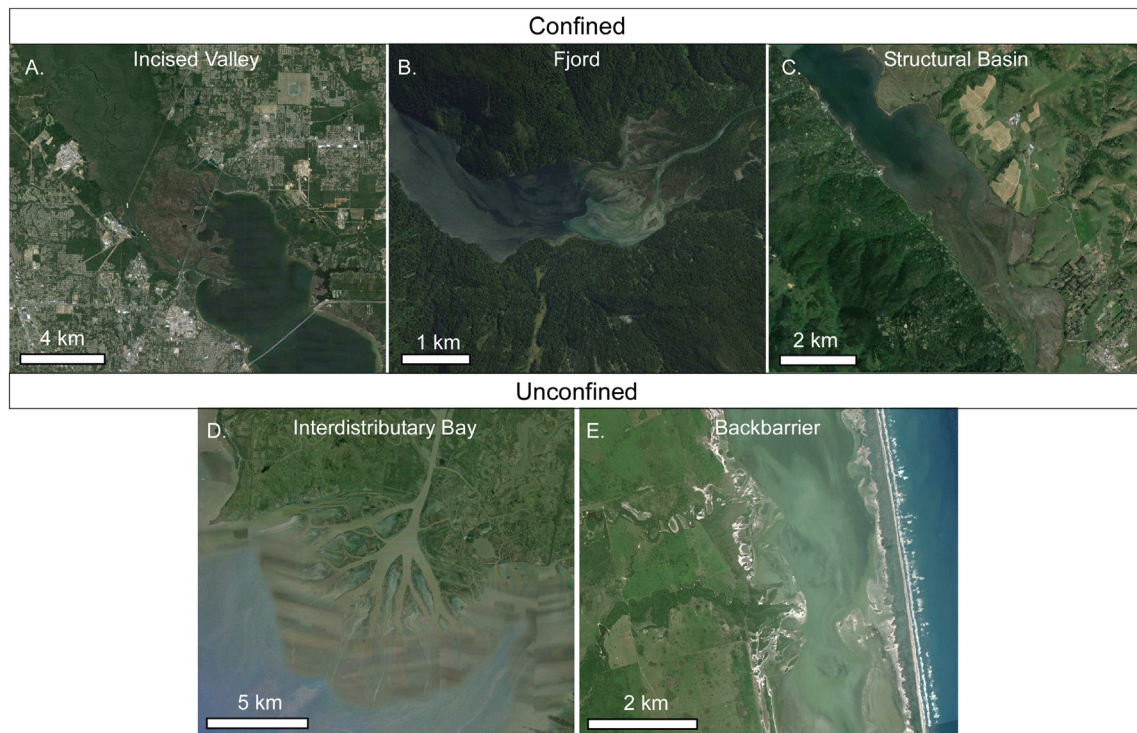 Confined
A. Incised Valley
B. Fjord
C. Structural Basin
4 km
1 km
2 km
Unconfined
D. Interdistributary Bay
E. Backbarrier
5 km
2 km